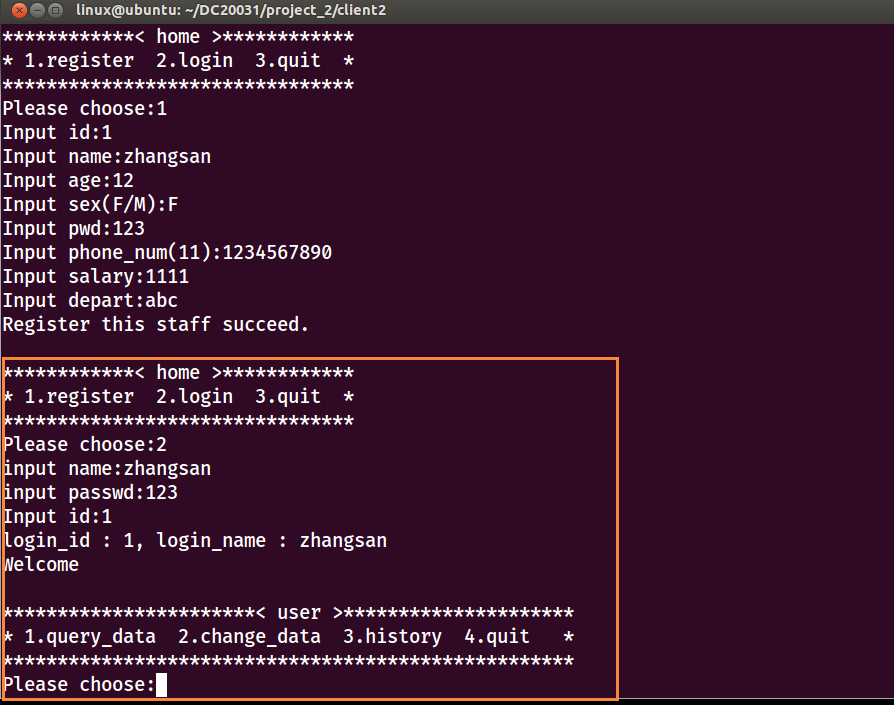 linux@ubuntu: ~/DC20031/project_2/client2
************< home >************
* 1.register  2.login  3.quit  *
********************************
Please choose:1
Input id:1
Input name:zhangsan
Input age:12
Input sex(F/M):F
Input pwd:123
Input phone_num(11):1234567890
Input salary:1111
Input depart:abc
Register this staff succeed.
************< home >************
* 1.register  2.login  3.quit  *
********************************
Please choose:2
input name:zhangsan
input passwd:123
Input id:1
login_id : 1, login_name : zhangsan
Welcome
***********************< user >*********************
* 1.query_data  2.change_data  3.history  4.quit   *
****************************************************
Please choose: